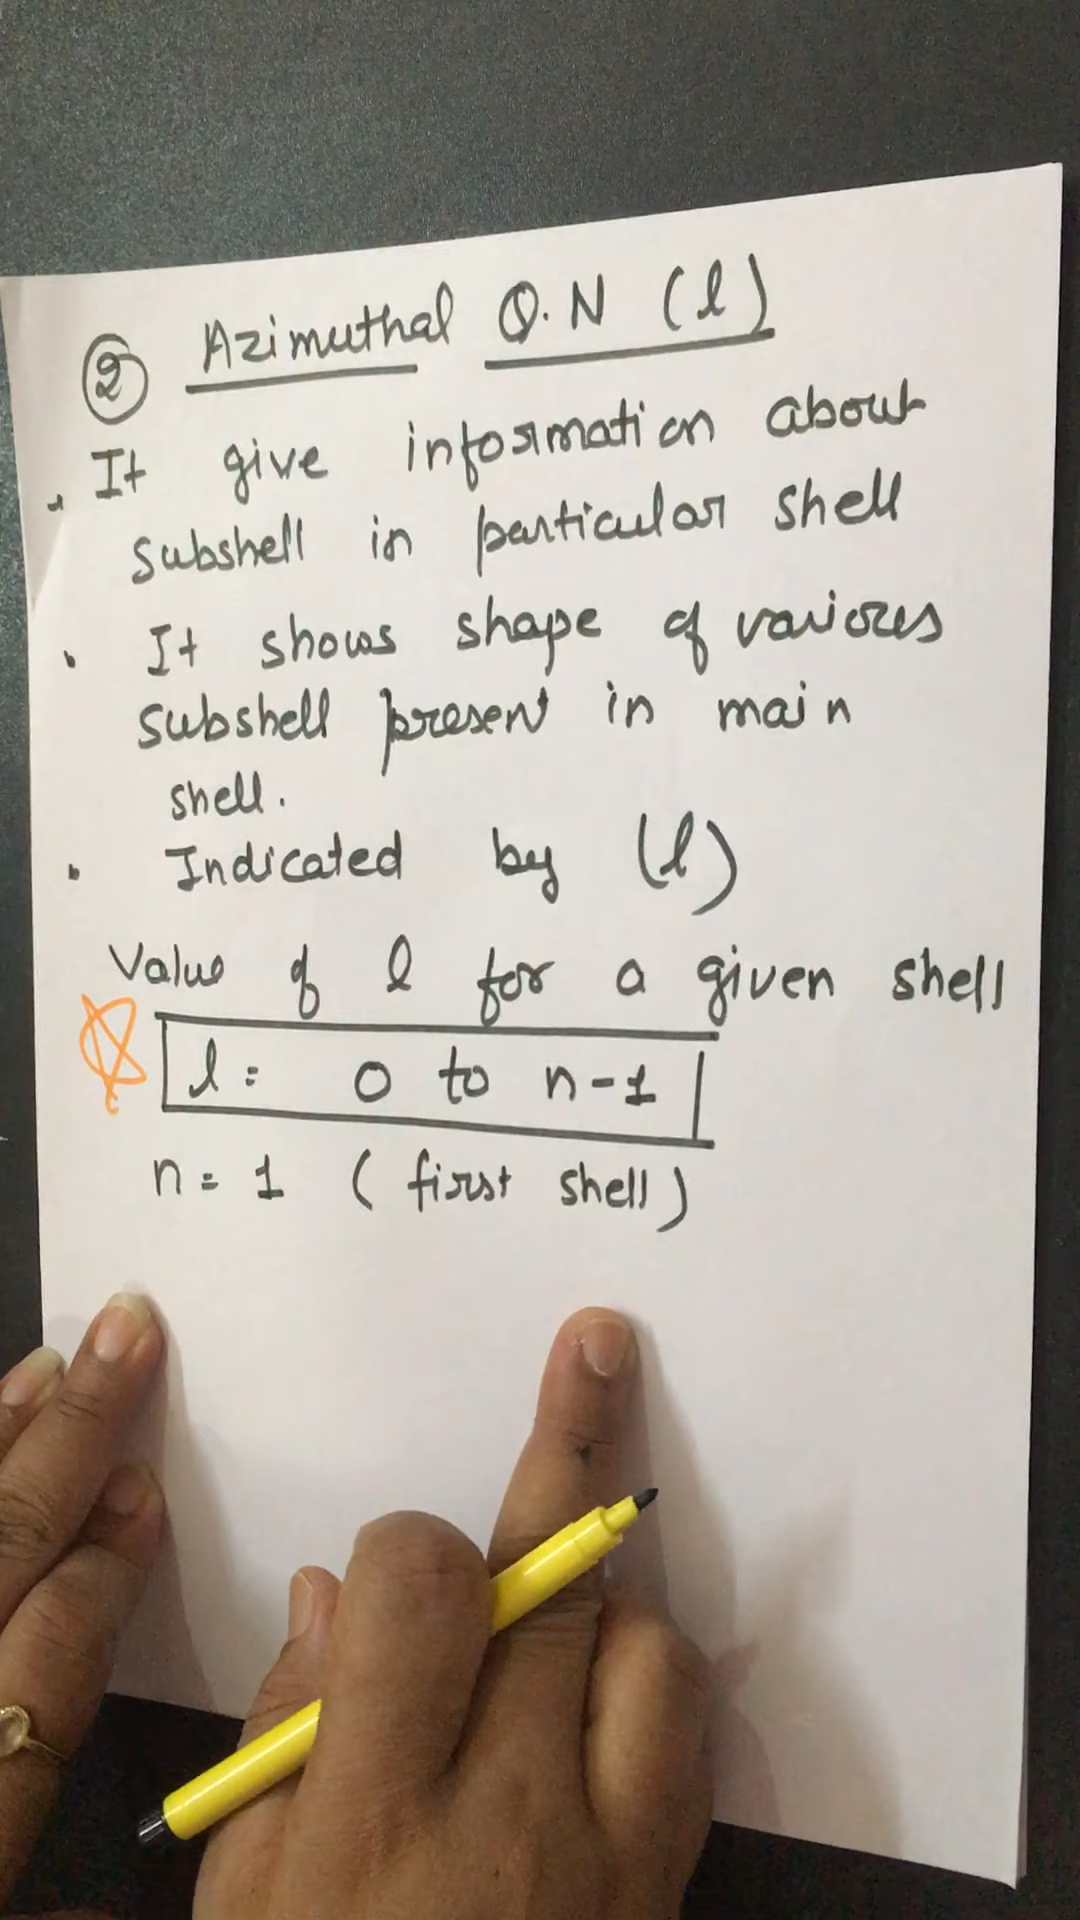 ② Azimuthal Q.N (l)
. It give information about
subshell in particular shell
. It shows shape of various
subshell present in main
shell.
. Indicated by (l)
Value of l for a given shell
l = 0 to n-1
n = 1 (first shell)